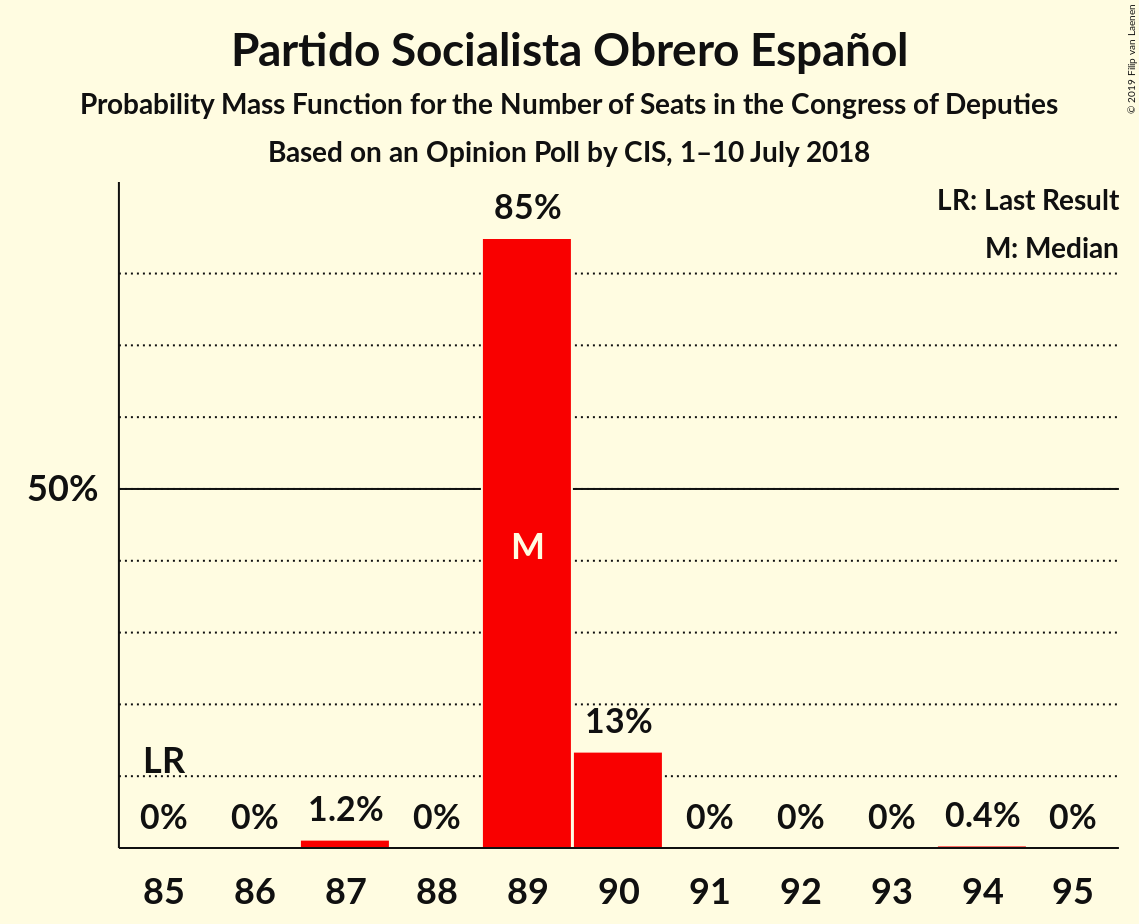 Partido Socialista Obrero Español
Probability Mass Function for the Number of Seats in the Congress of Deputies
Based on an Opinion Poll by CIS, 1–10 July 2018
© 2019 Filip van Laenen
LR: Last Result
M: Median
85%
50%
M
13%
LR
0% 0% 1.2% 0% 0% 0% 0% 0.4% 0%
85 86 87 88 89 90 91 92 93 94 95